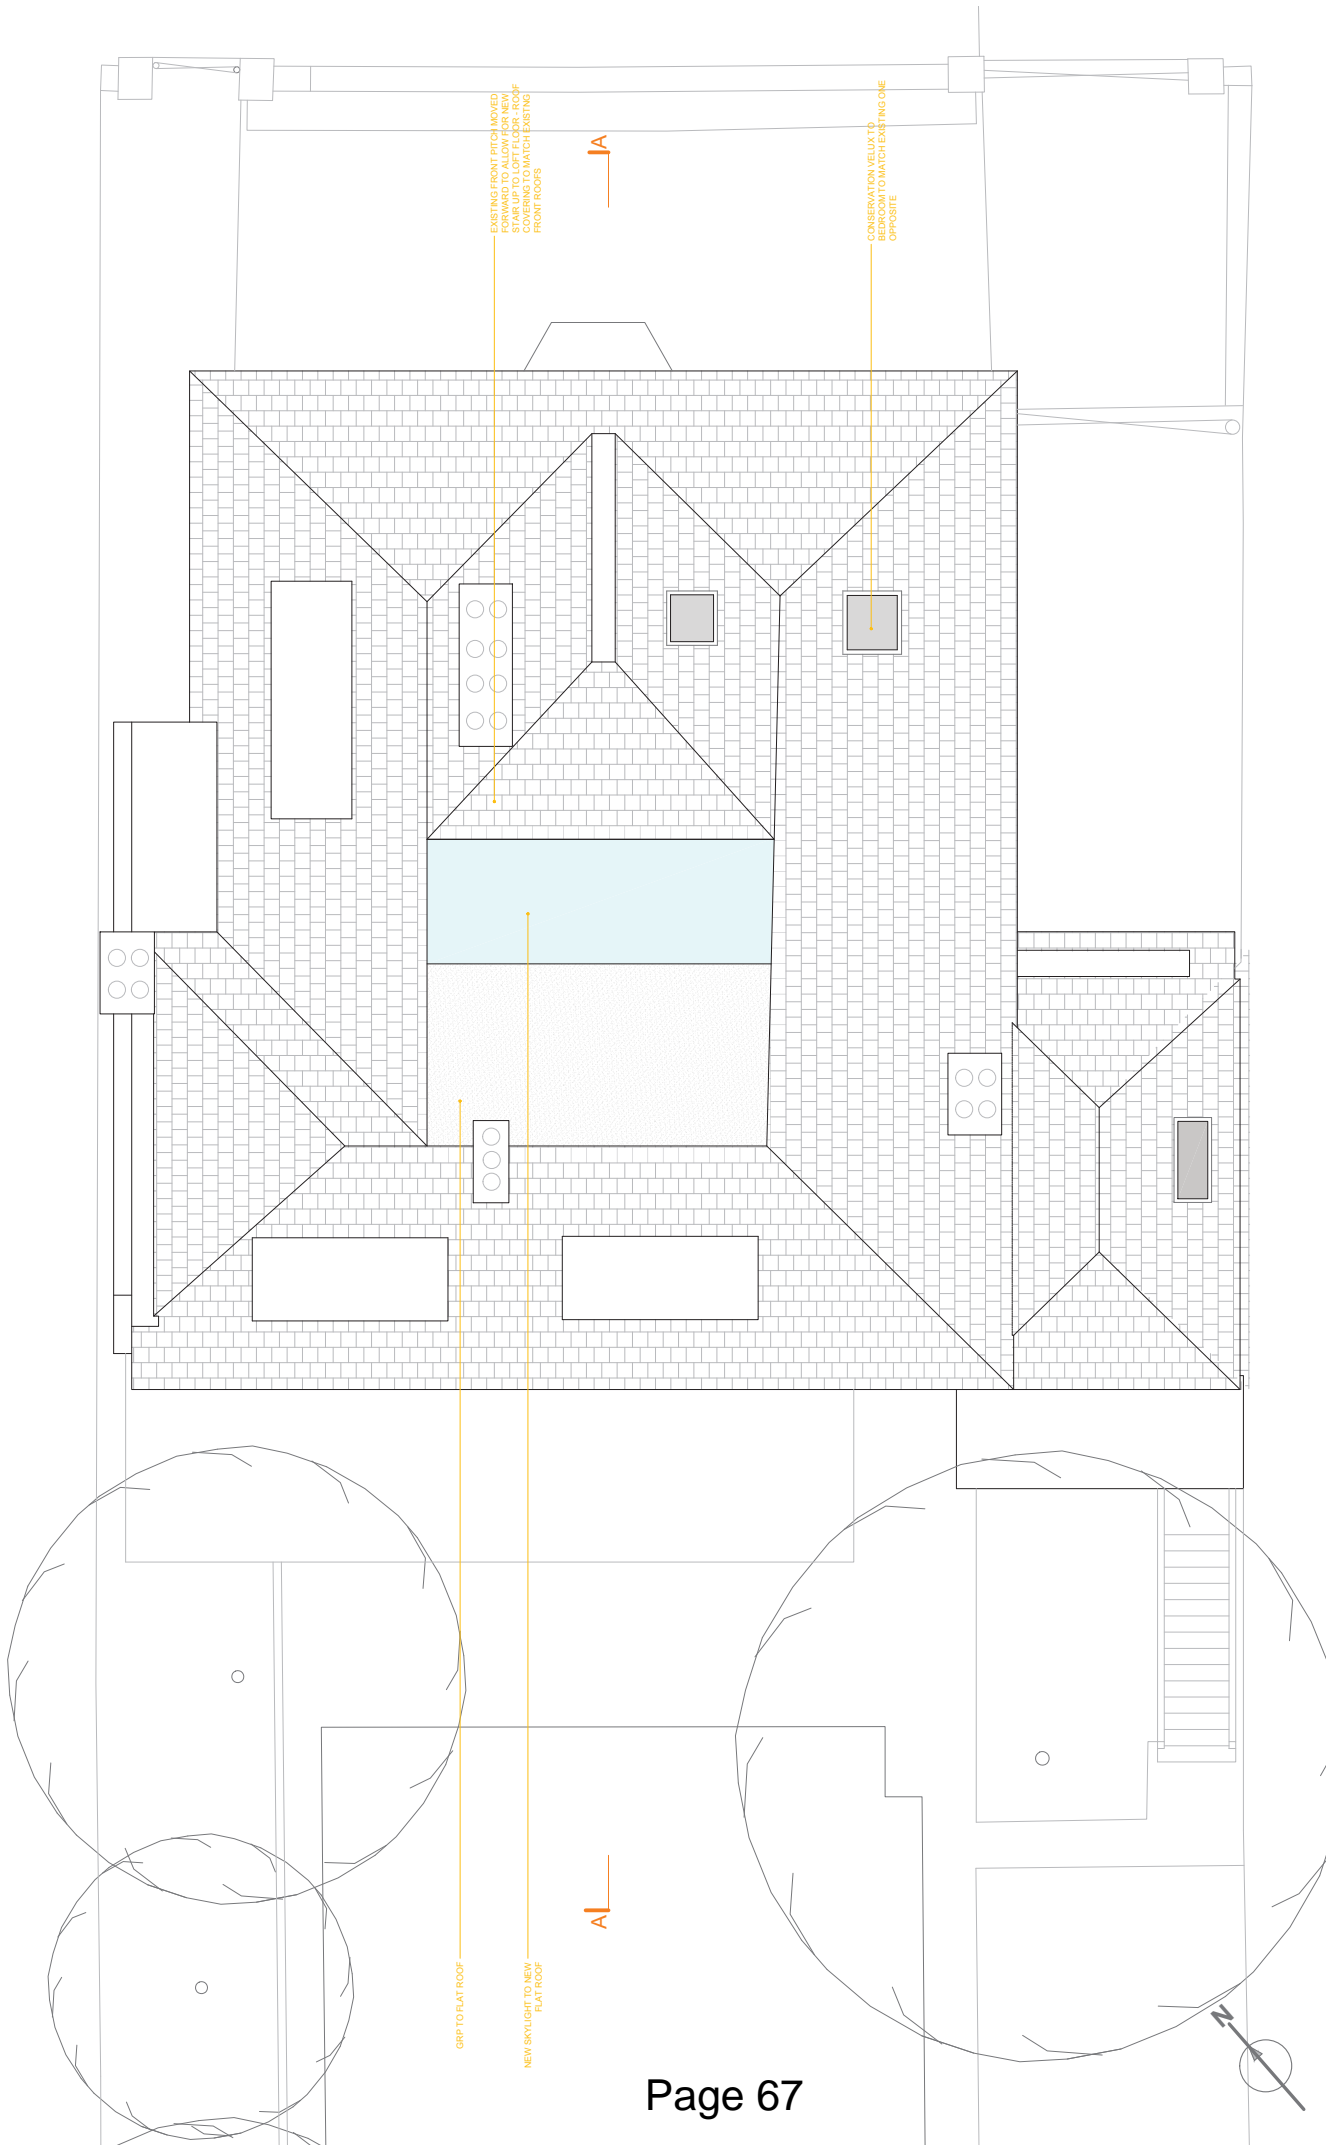 EXISTING FRONT PITCH MOVED
FORWARD TO ALLOW FOR NEW
STAIR UP TO LOFT FLOOR - ROOF
COVERING TO MATCH EXISTNG
FRONT ROOFS
A
CONSERVATION VELUX TO
BEDROOM TO MATCH EXISTING ONE
OPPOSITE
A
GRP TO FLAT ROOF
NEW SKYLIGHT TO NEW
FLAT ROOF
N
Page 67